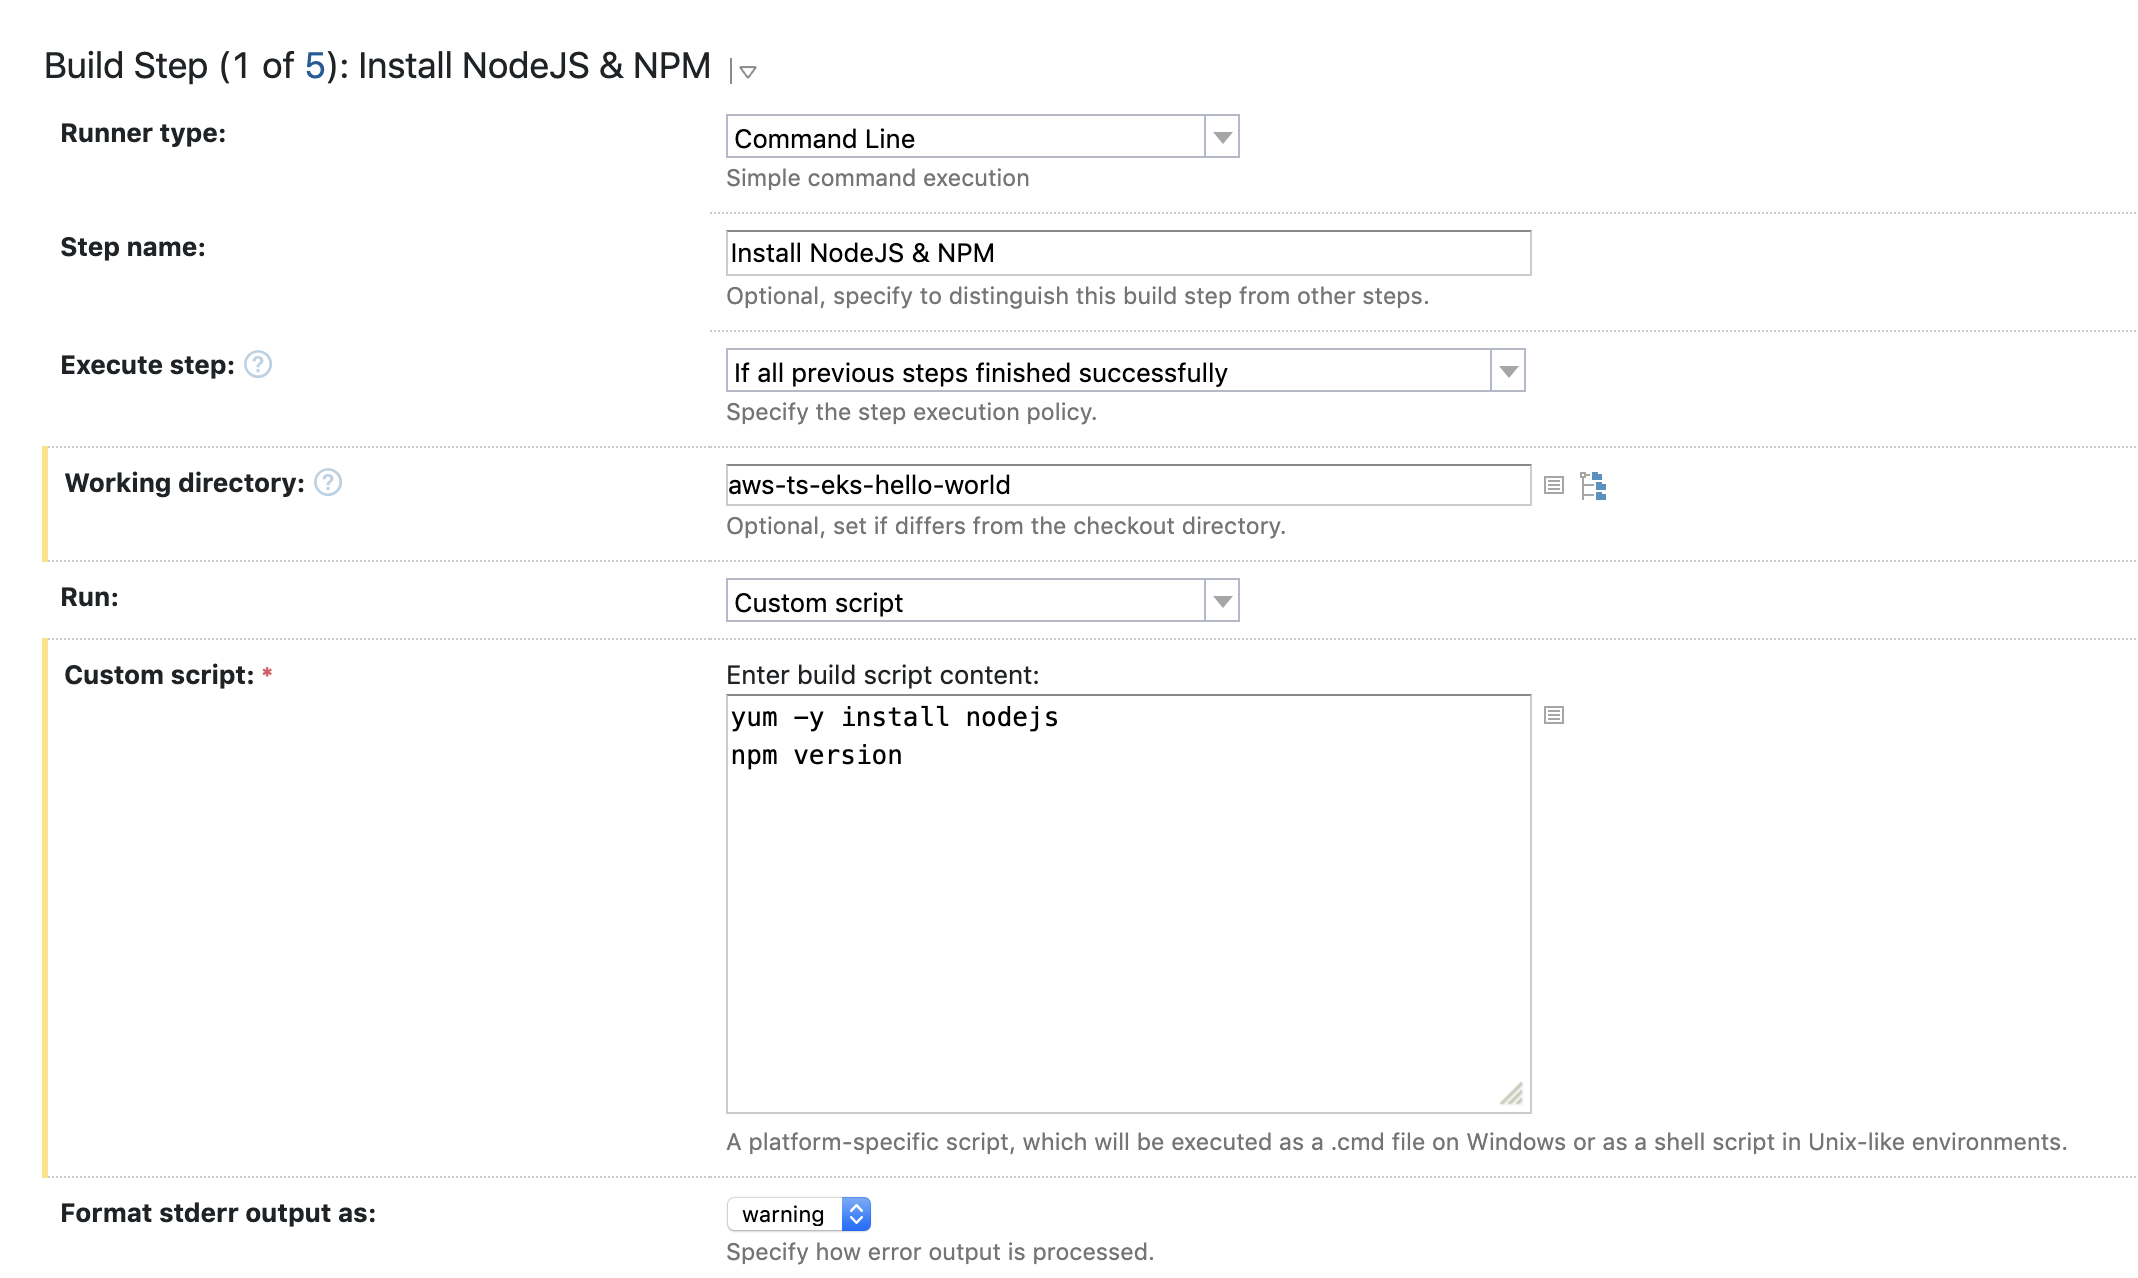 Build Step (1 of 5): Install NodeJS & NPM
Runner type:
Command Line
Simple command execution
Step name:
Install NodeJS & NPM
Optional, specify to distinguish this build step from other steps.
Execute step: ?
If all previous steps finished successfully
Specify the step execution policy.
Working directory: ?
aws-ts-eks-hello-world
Optional, set if differs from the checkout directory.
Run:
Custom script
Custom script: *
Enter build script content:
yum -y install nodejs
npm version
A platform-specific script, which will be executed as a .cmd file on Windows or as a shell script in Unix-like environments.
Format stderr output as:
warning
Specify how error output is processed.